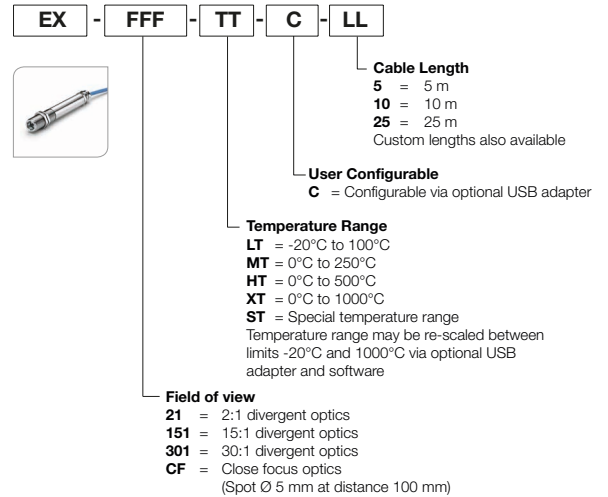 EX - FFF - TT - C - LL
Cable Length
5 = 5 m
10 = 10 m
25 = 25 m
Custom lengths also available
User Configurable
C = Configurable via optional USB adapter
Temperature Range
LT = -20°C to 100°C
MT = 0°C to 250°C
HT = 0°C to 500°C
XT = 0°C to 1000°C
ST = Special temperature range
Temperature range may be re-scaled between
limits -20°C and 1000°C via optional USB
adapter and software
Field of view
21 = 2:1 divergent optics
151 = 15:1 divergent optics
301 = 30:1 divergent optics
CF = Close focus optics
(Spot Ø 5 mm at distance 100 mm)